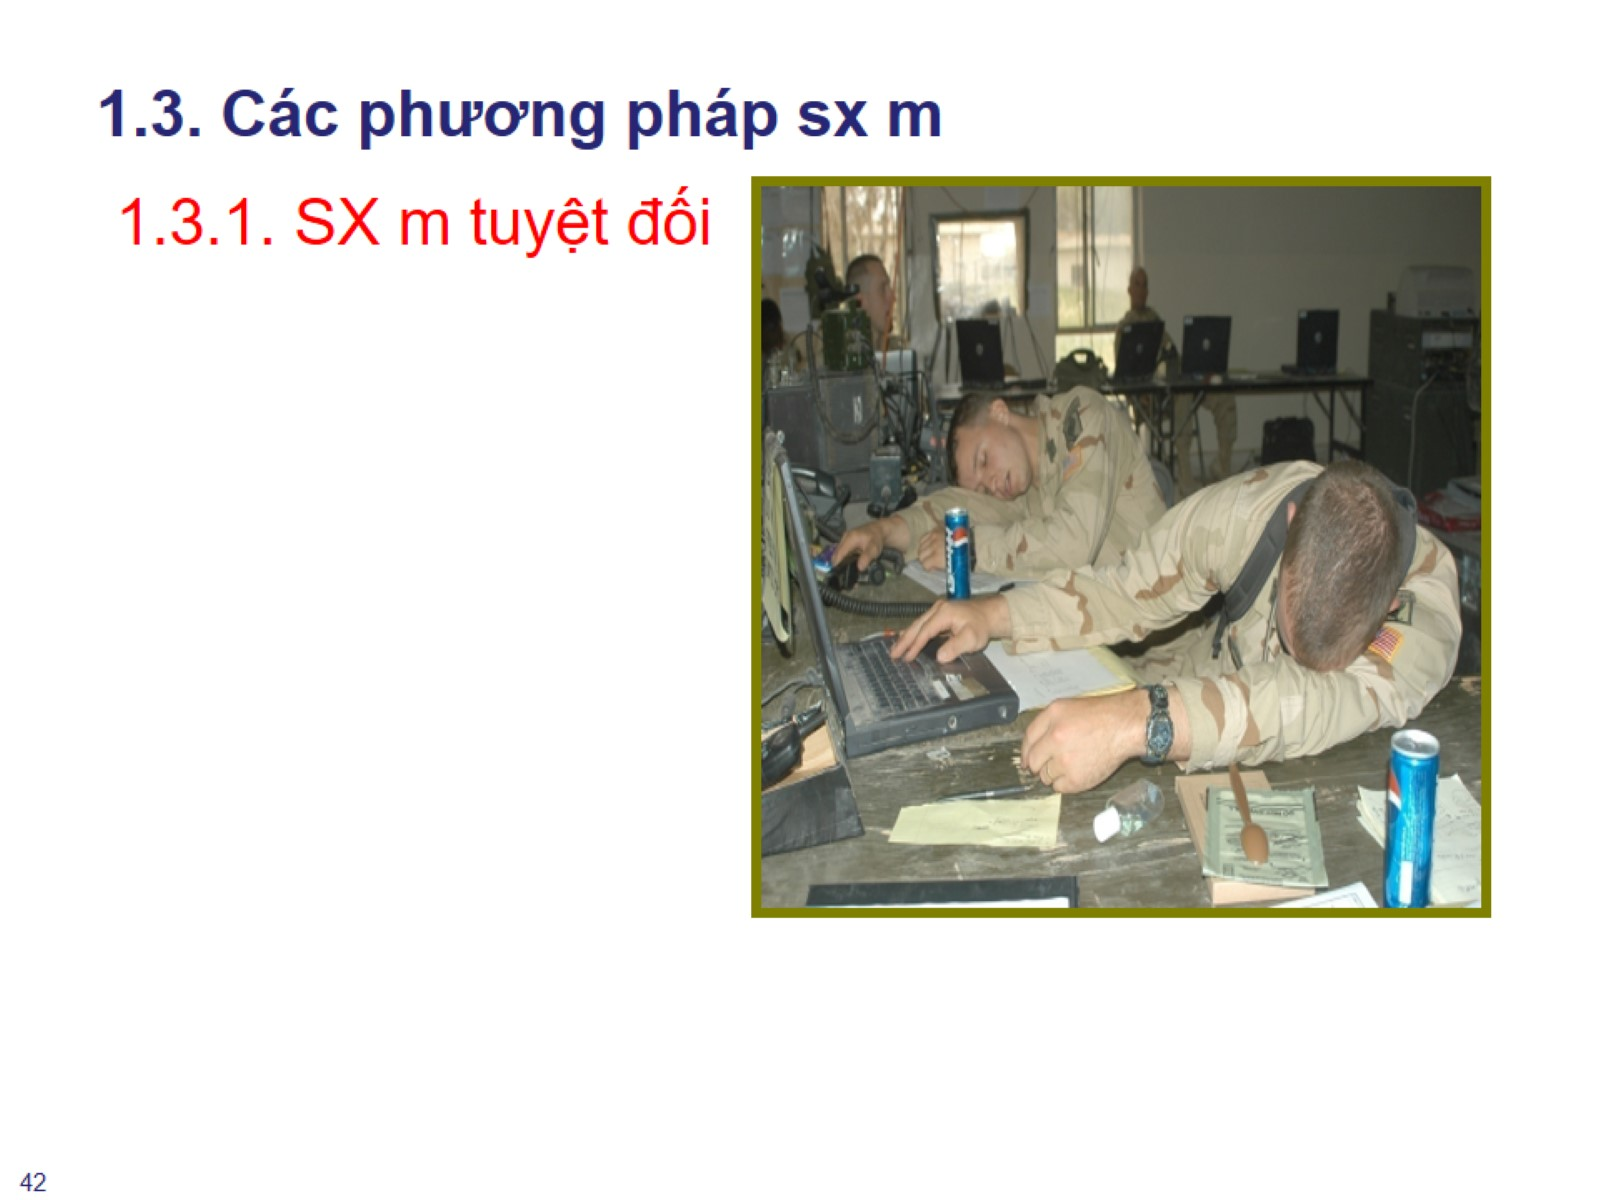 1.3. Các phương pháp sx m
1.3.1. SX m tuyệt đối
42